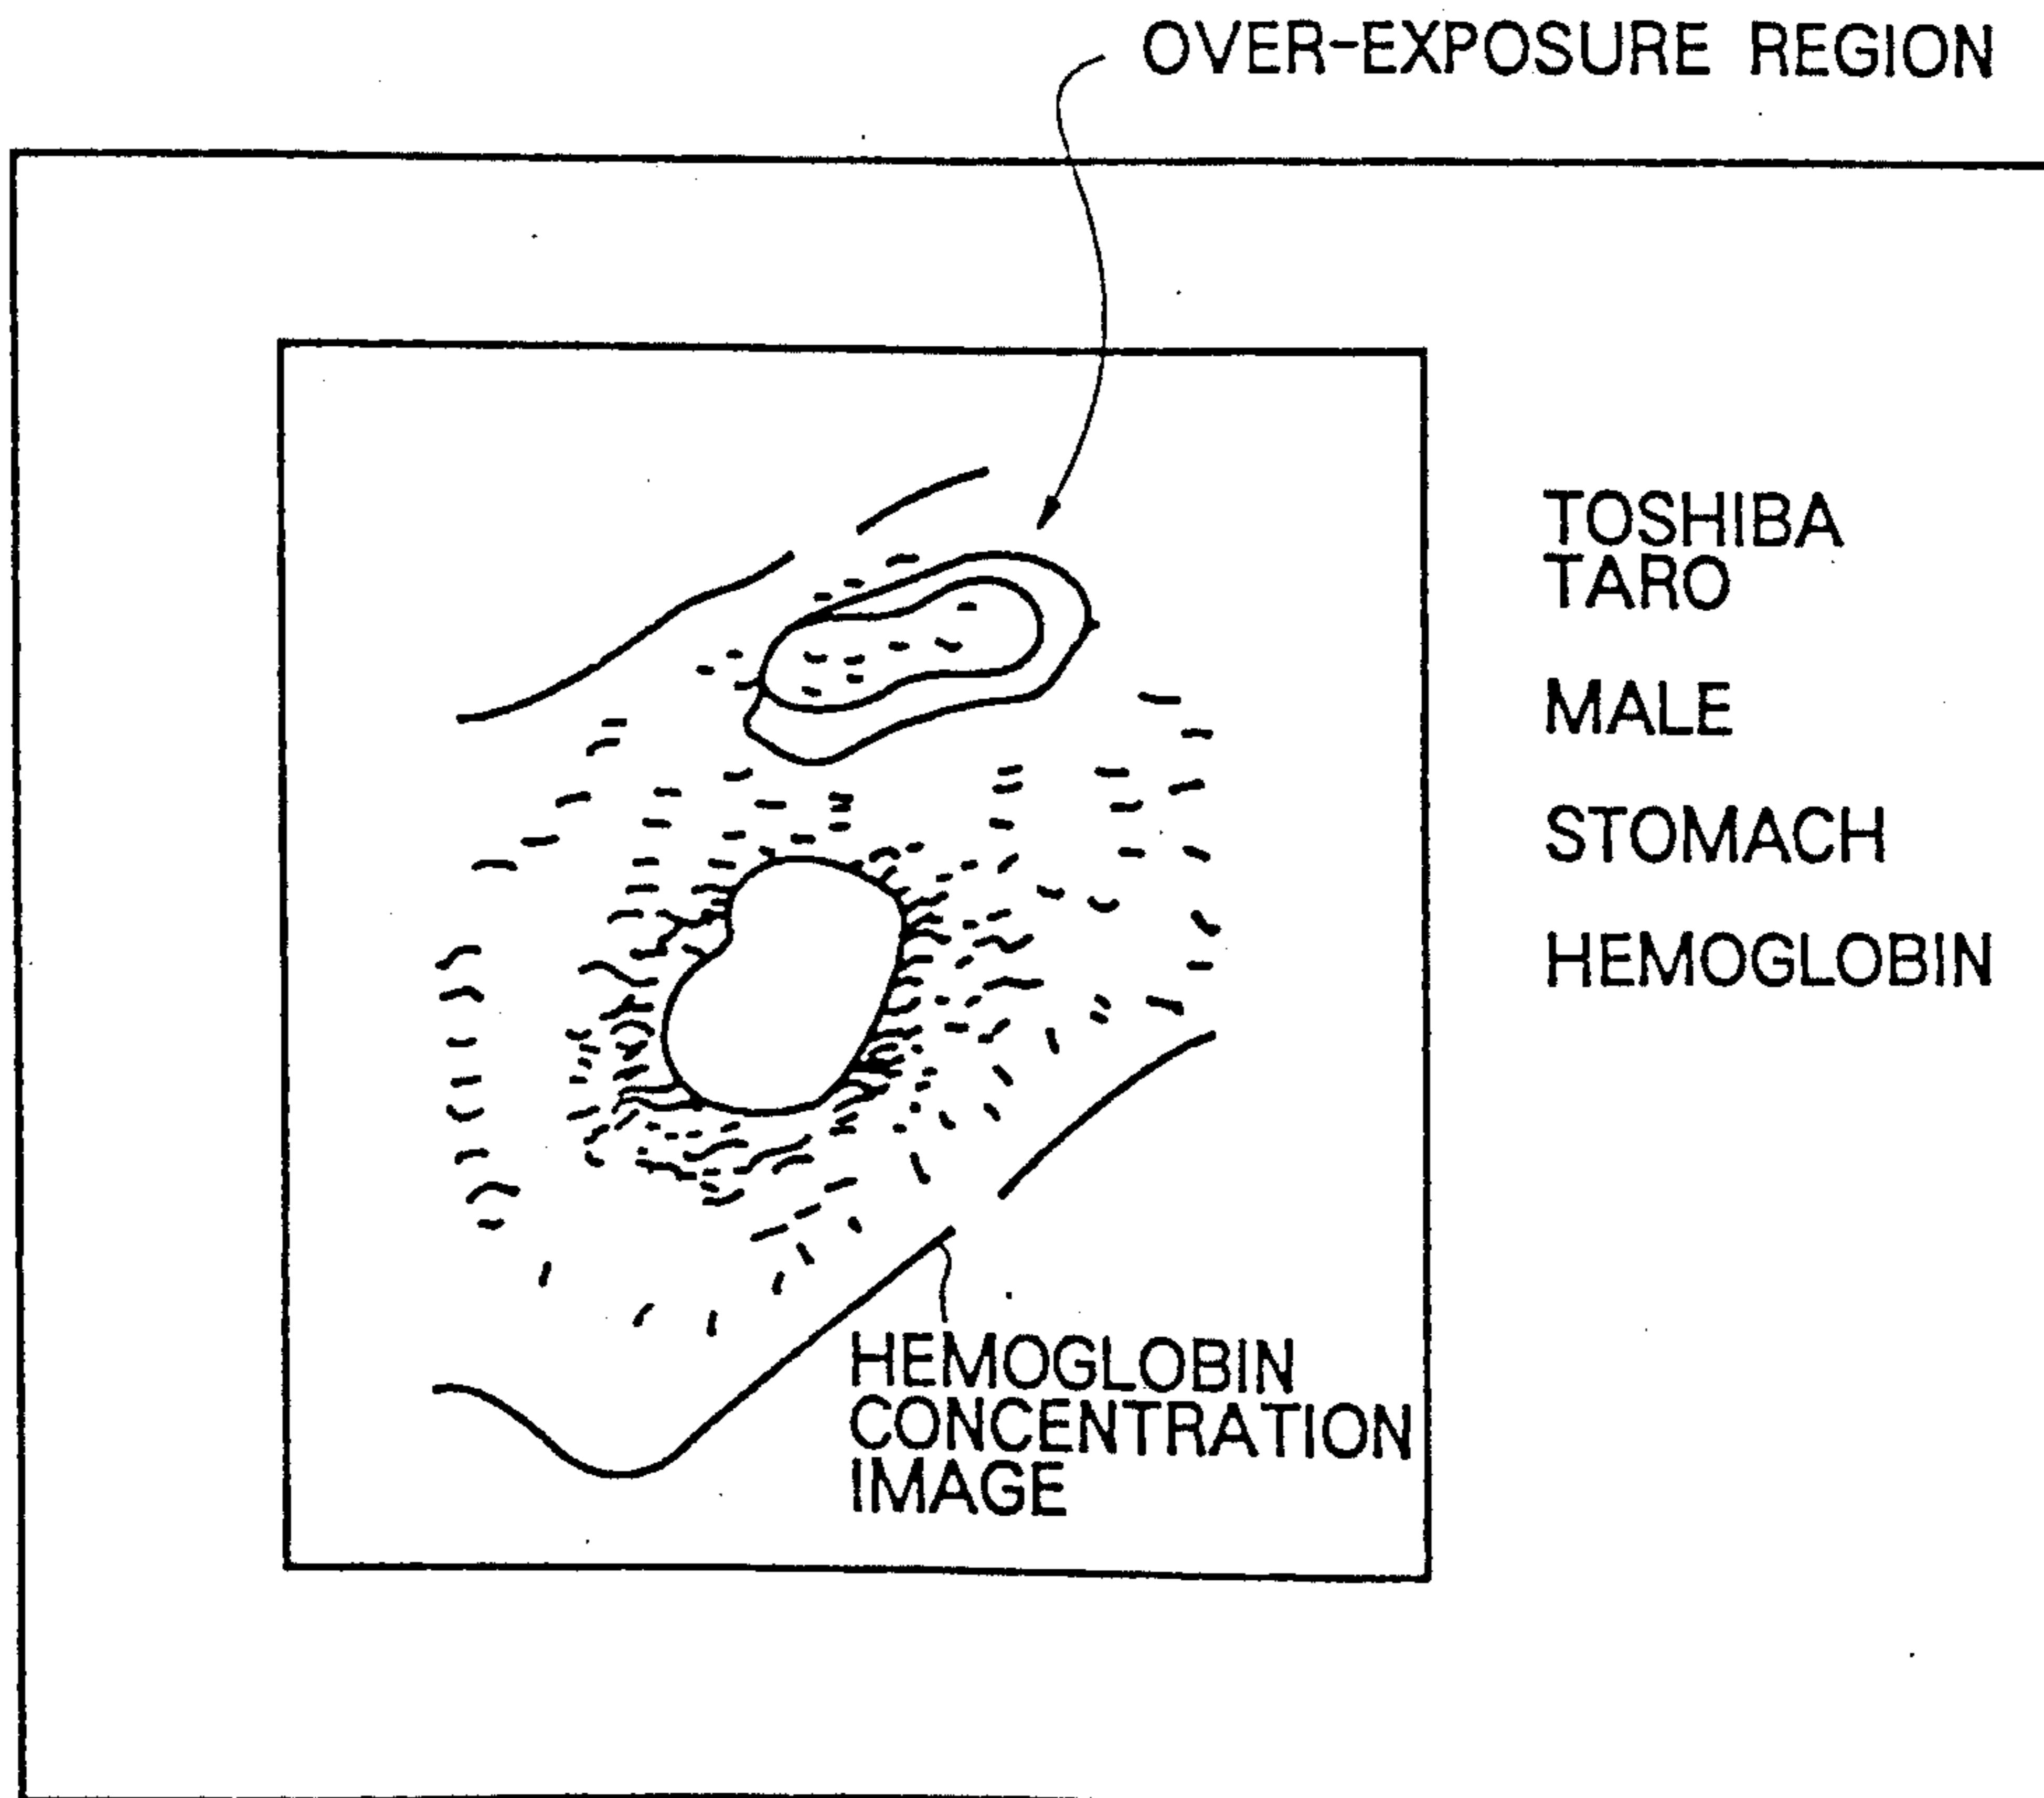 OVER-EXPOSURE REGION
TOSHIBA
TARO
MALE
STOMACH
HEMOGLOBIN
HEMOGLOBIN
CONCENTRATION
IMAGE